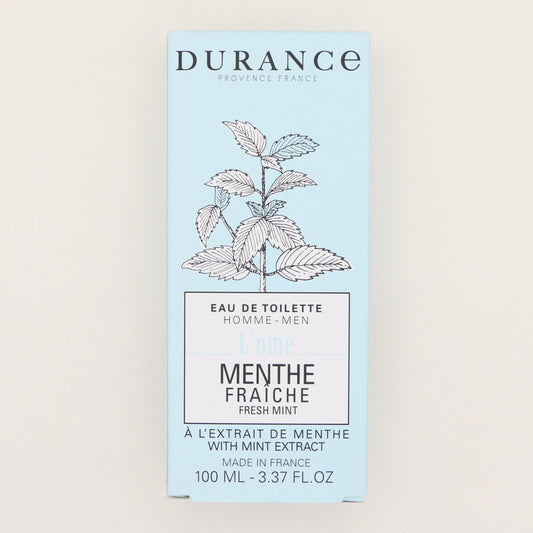 DURANCe
PROVENCE FRANCE
EAU DE TOILETTE
HOMME - MEN
L'òme
MENTHE
FRAÎCHE
FRESH MINT
À L'EXTRAIT DE MENTHE
WITH MINT EXTRACT
MADE IN FRANCE
100 ML - 3.37 FL.OZ